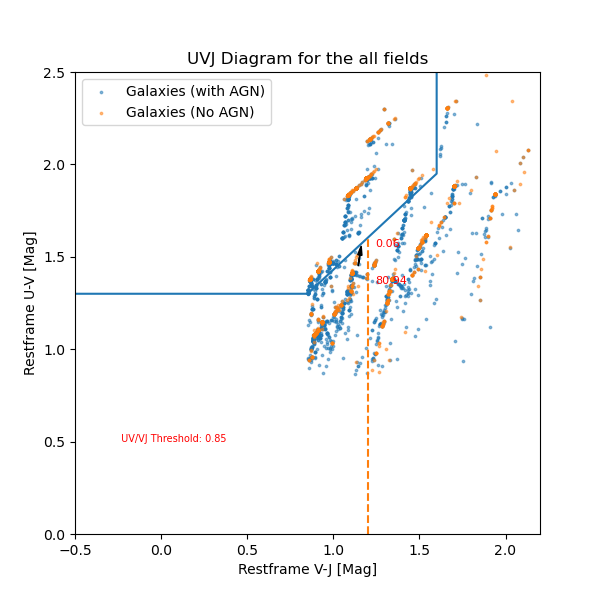 UVJ Diagram for the all fields
2.5
Galaxies (with AGN)
Galaxies (No AGN)
2.0
1.5
0.06
1.0
0.5
UV/VJ Threshold: 0.85
0.0
−0.5
0.0
0.5
1.0
1.5
2.0
Restframe U-V [Mag]
Restframe V-J [Mag]